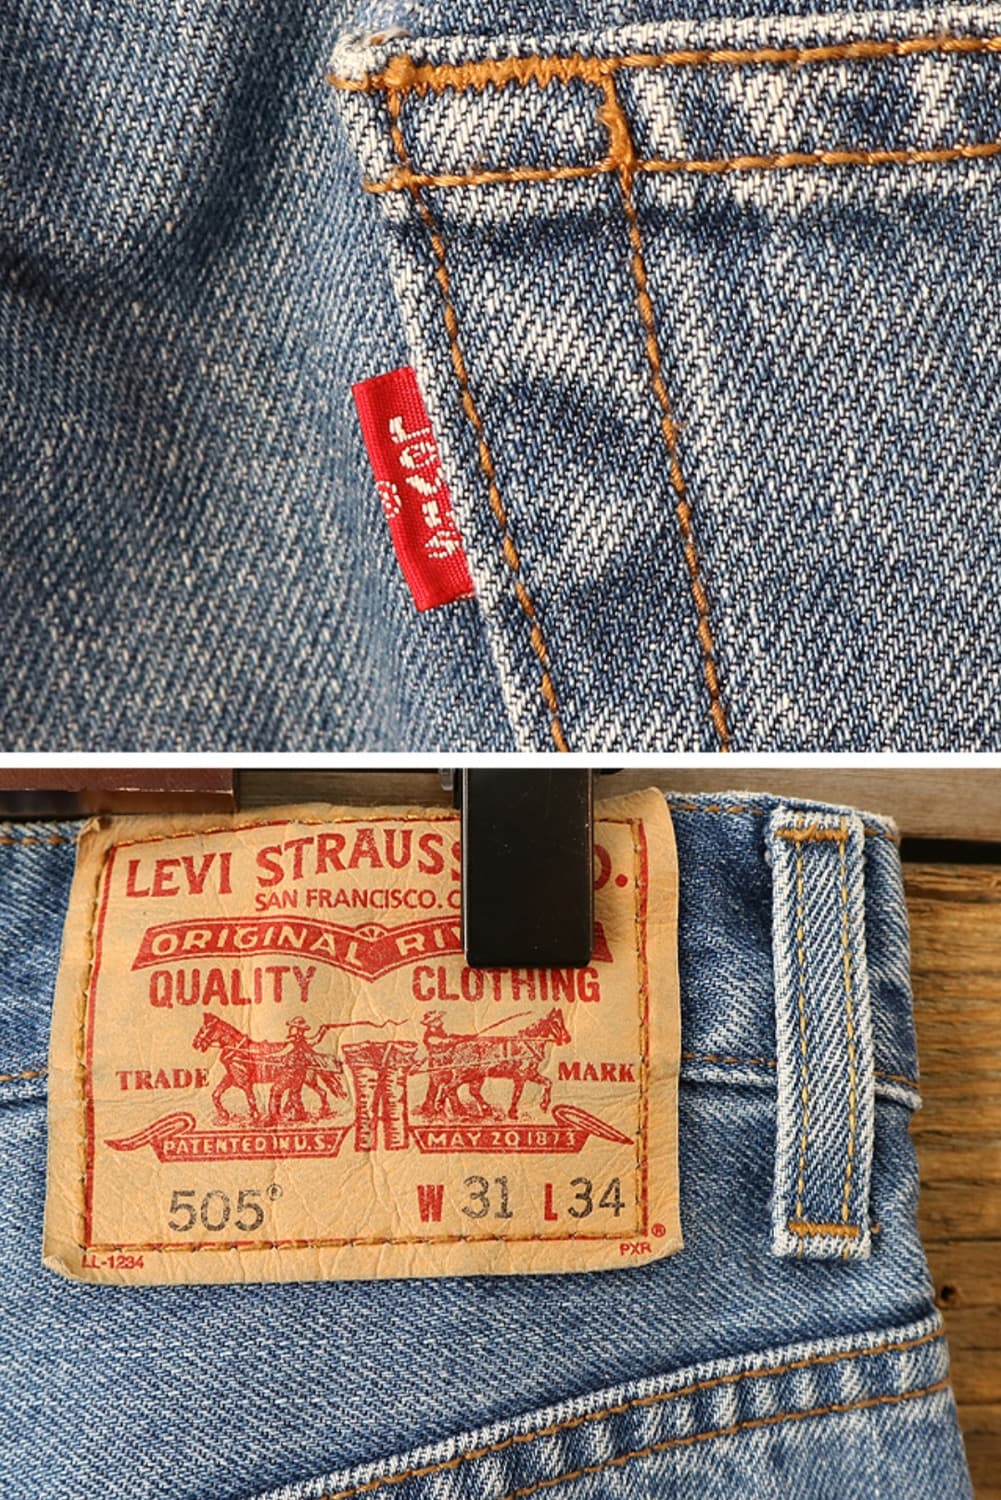 LEVI'S
®
LEVI STRAUSS O.
SAN FRANCISCO. C
ORIGINAL RIV
QUALITY CLOTHING
TRADE MARK
PATENTED IN U.S. MAY 20 1873
505® W 31 L 34
LL-1234 PXR ®